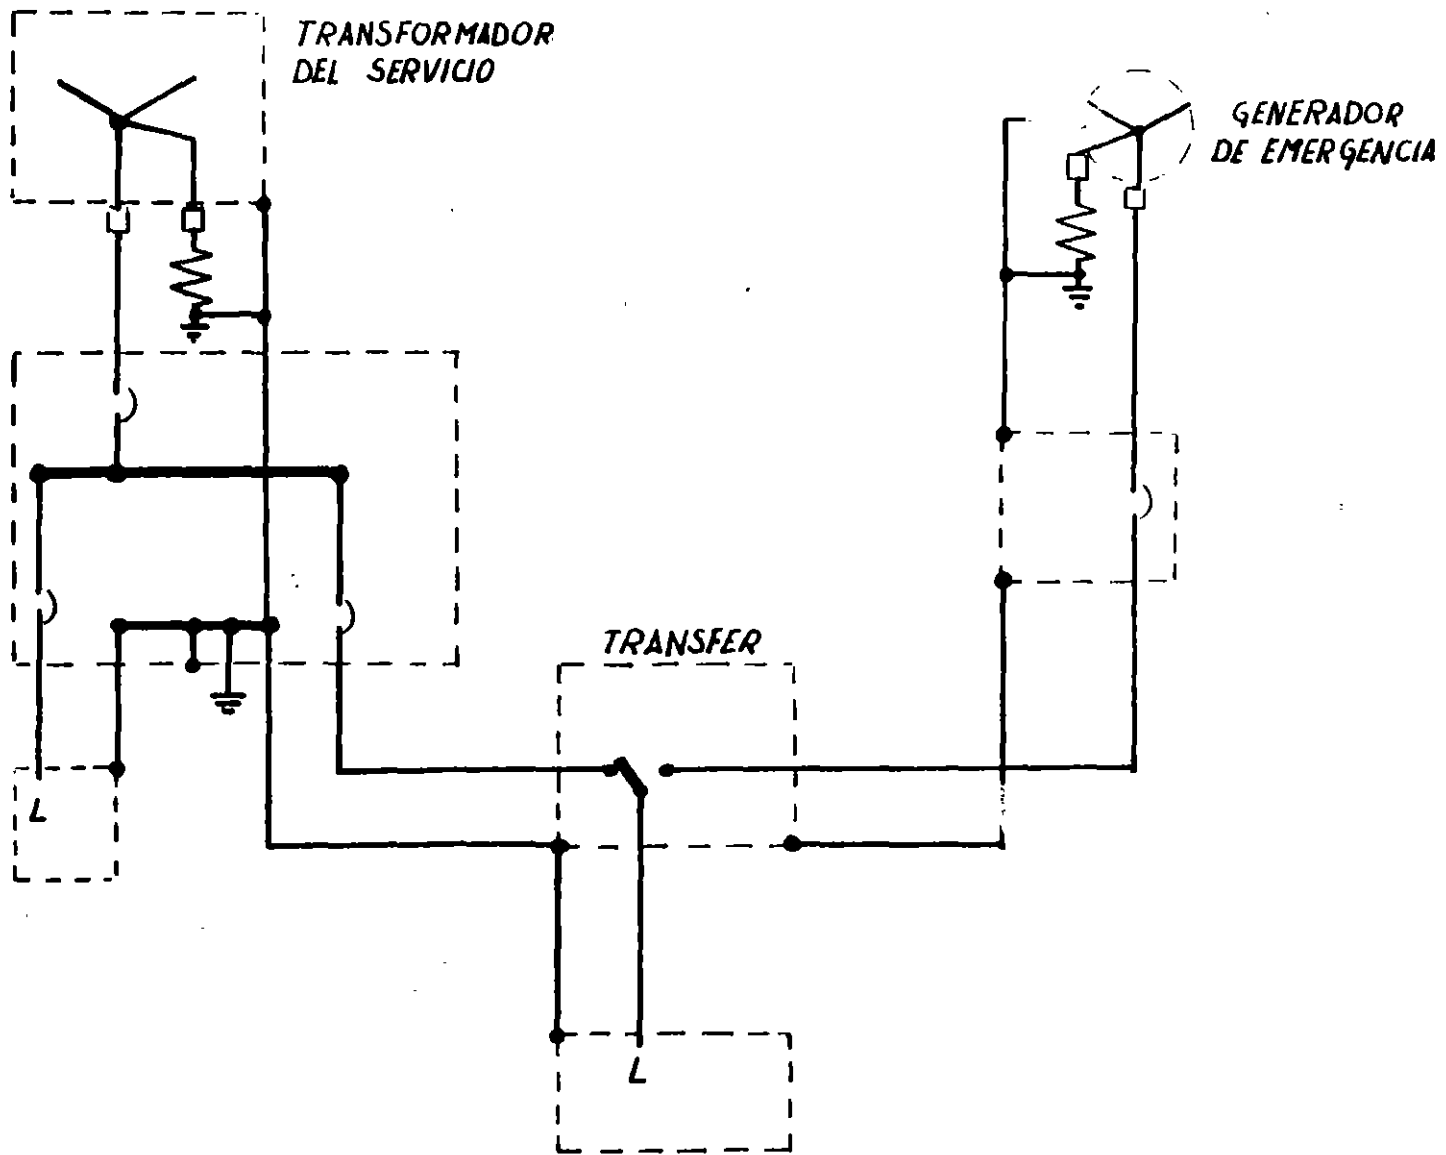 TRANSFORMADOR
DEL SERVICIO
GENERADOR
DE EMERGENCIA
TRANSFER
L
L